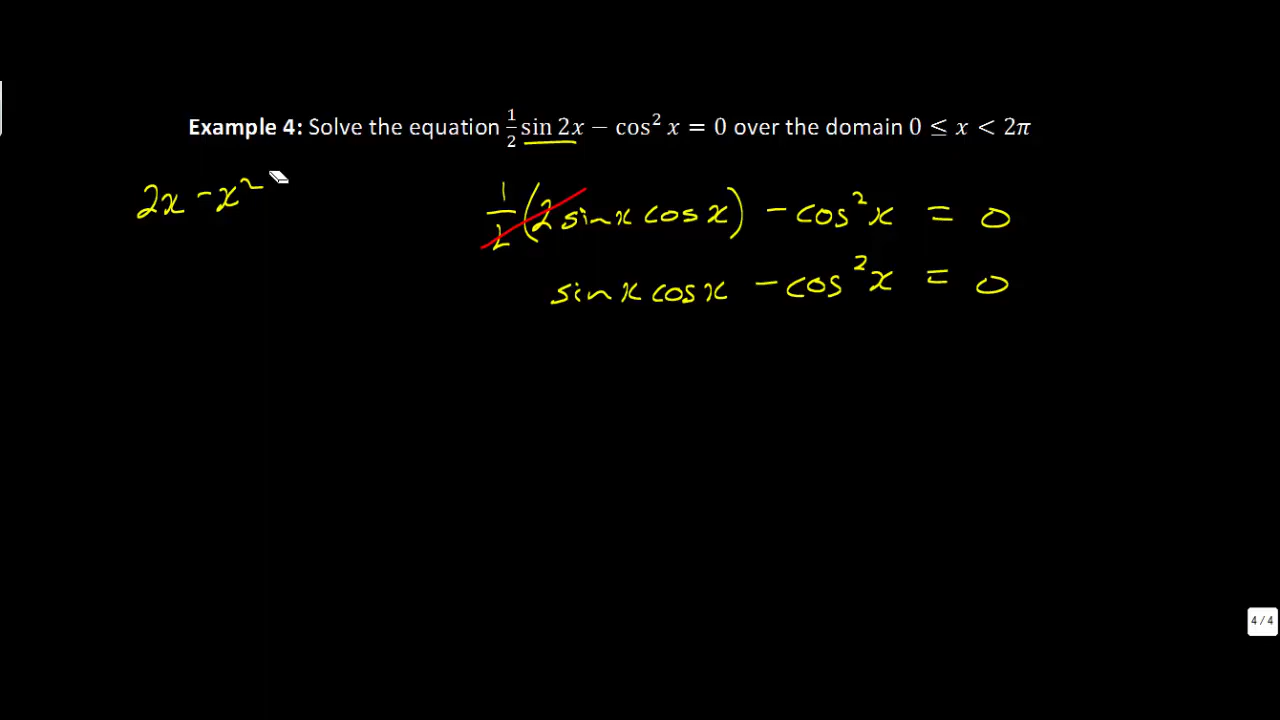 Example 4: Solve the equation ½ sin 2x − cos² x = 0 over the domain 0 ≤ x < 2π
2x − x²
1/2 (2 sin x cos x) − cos² x = 0
sin x cos x − cos² x = 0
4 / 4